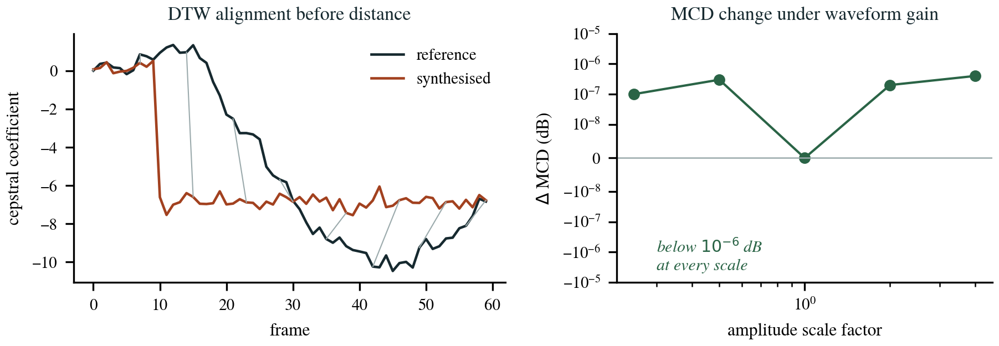 DTW alignment before distance
reference
synthesised
0
−2
−4
−6
−8
−10
cepstral coefficient
0 10 20 30 40 50 60
frame
MCD change under waveform gain
10⁻⁵
10⁻⁶
10⁻⁷
10⁻⁸
0
−10⁻⁸
−10⁻⁷
−10⁻⁶
−10⁻⁵
Δ MCD (dB)
below 10⁻⁶ dB
at every scale
10⁰
amplitude scale factor